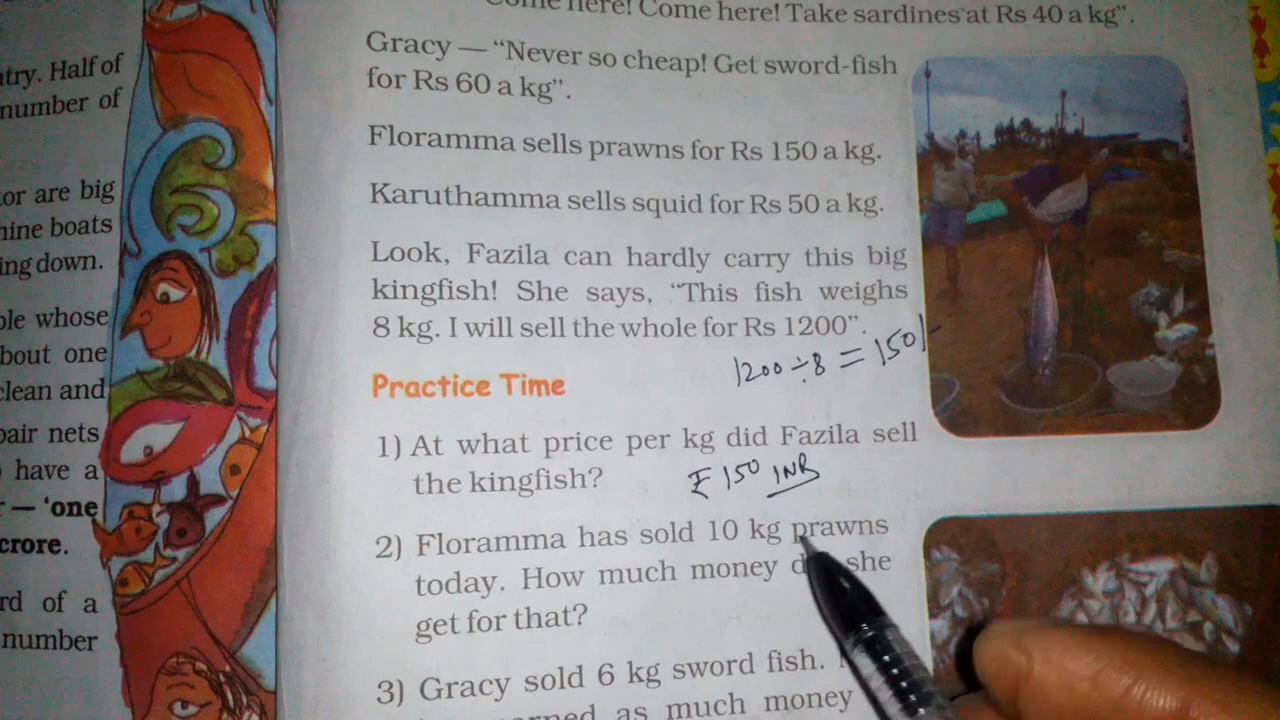 ntry. Half of
number of
or are big
nine boats
ing down.
ple whose
bout one
clean and
pair nets
have a
— ‘one
crore.
rd of a
number
Come here! Come here! Take sardines at Rs 40 a kg”.
Gracy — “Never so cheap! Get sword-fish
for Rs 60 a kg”.
Floramma sells prawns for Rs 150 a kg.
Karuthamma sells squid for Rs 50 a kg.
Look, Fazila can hardly carry this big
kingfish! She says, “This fish weighs
8 kg. I will sell the whole for Rs 1200”.
1200 ÷ 8 = 150/-
Practice Time
1) At what price per kg did Fazila sell
the kingfish?
₹ 150 INR
2) Floramma has sold 10 kg prawns
today. How much money she
get for that?
3) Gracy sold 6 kg sword fish.
as much money